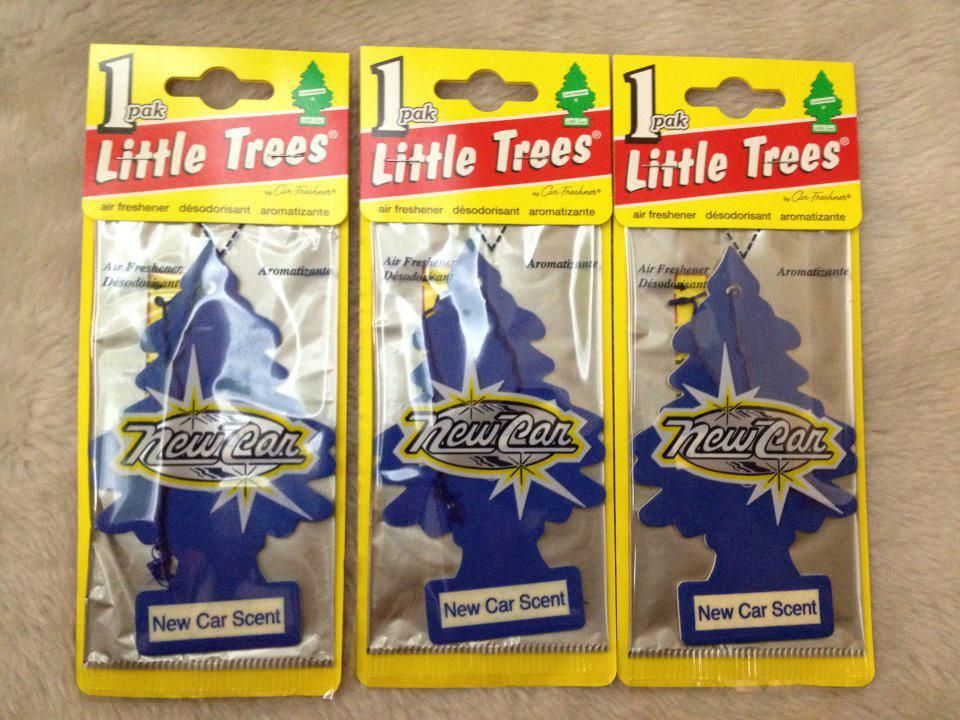 1 pak
Little Trees®
by Car-Freshner®
air freshener désodorisant aromatizante
Air Freshener Aromatizante
Désodorisant
New Car
New Car Scent
1 pak
Little Trees®
by Car-Freshner®
air freshener désodorisant aromatizante
Air Freshener Aromatizante
Désodorisant
New Car
New Car Scent
1 pak
Little Trees®
by Car-Freshner®
air freshener désodorisant aromatizante
Air Freshener Aromatizante
Désodorisant
New Car
New Car Scent